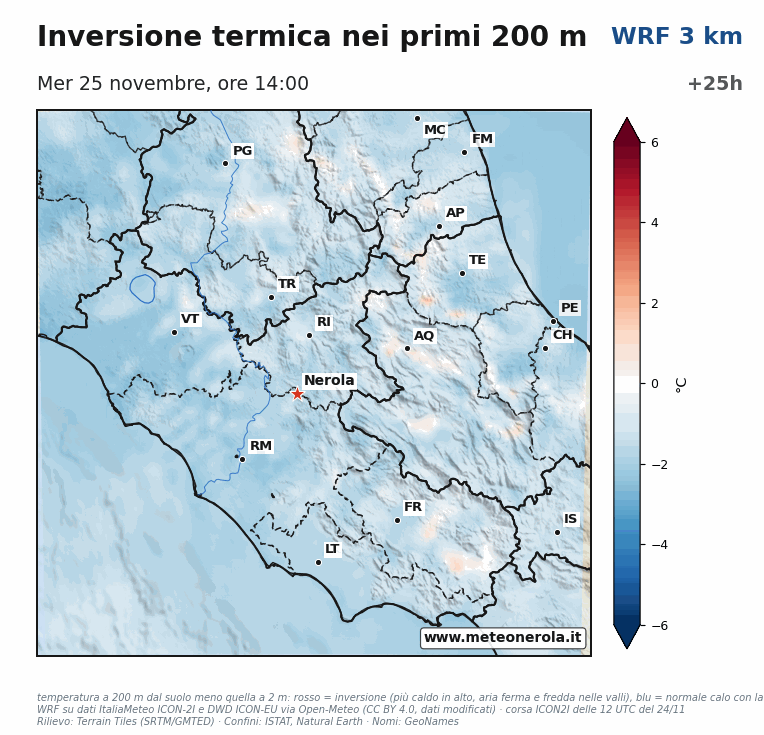 Inversione termica nei primi 200 m WRF 3 km
Mer 25 novembre, ore 14:00 +25h
MC
FM
PG
AP
TE
TR
PE
VT
RI
AQ
CH
Nerola
RM
FR
IS
LT
www.meteonerola.it
6
4
2
0
−2
−4
−6
°C
temperatura a 200 m dal suolo meno quella a 2 m: rosso = inversione (più caldo in alto, aria ferma e fredda nelle valli), blu = normale calo con la
WRF su dati ItaliaMeteo ICON-2I e DWD ICON-EU via Open-Meteo (CC BY 4.0, dati modificati) · corsa ICON2I delle 12 UTC del 24/11
Rilievo: Terrain Tiles (SRTM/GMTED) · Confini: ISTAT, Natural Earth · Nomi: GeoNames